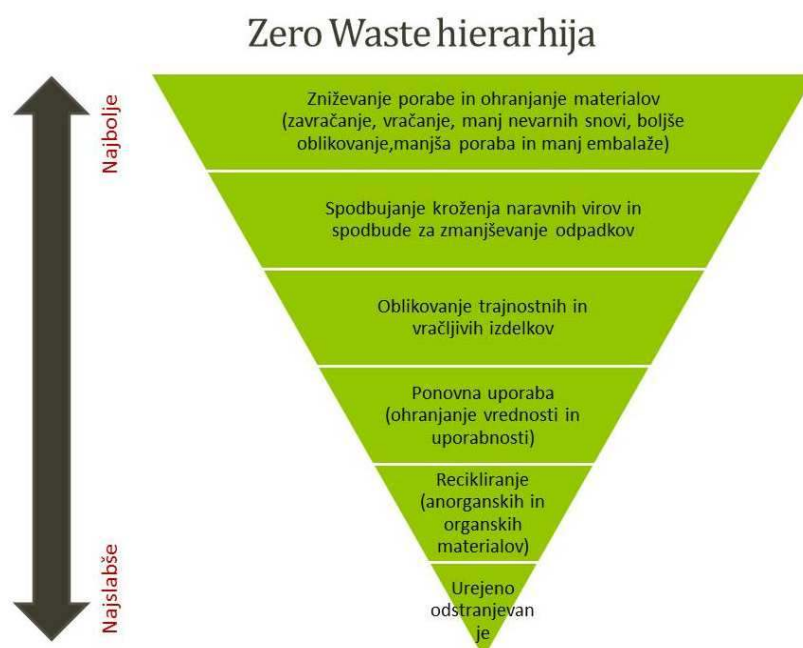 Zero Waste hierarhija
Najbolje
Zniževanje porabe in ohranjanje materialov
(zavračanje, vračanje, manj nevarnih snovi, boljše
oblikovanje,manjša poraba in manj embalaže)
Spodbujanje kroženja naravnih virov in
spodbude za zmanjševanje odpadkov
Oblikovanje trajnostnih in
vračljivih izdelkov
Ponovna uporaba
(ohranjanje vrednosti in
uporabnosti)
Recikliranje
(anorganskih in
organskih
materialov)
Najslabše
Urejeno
odstranjevan
je